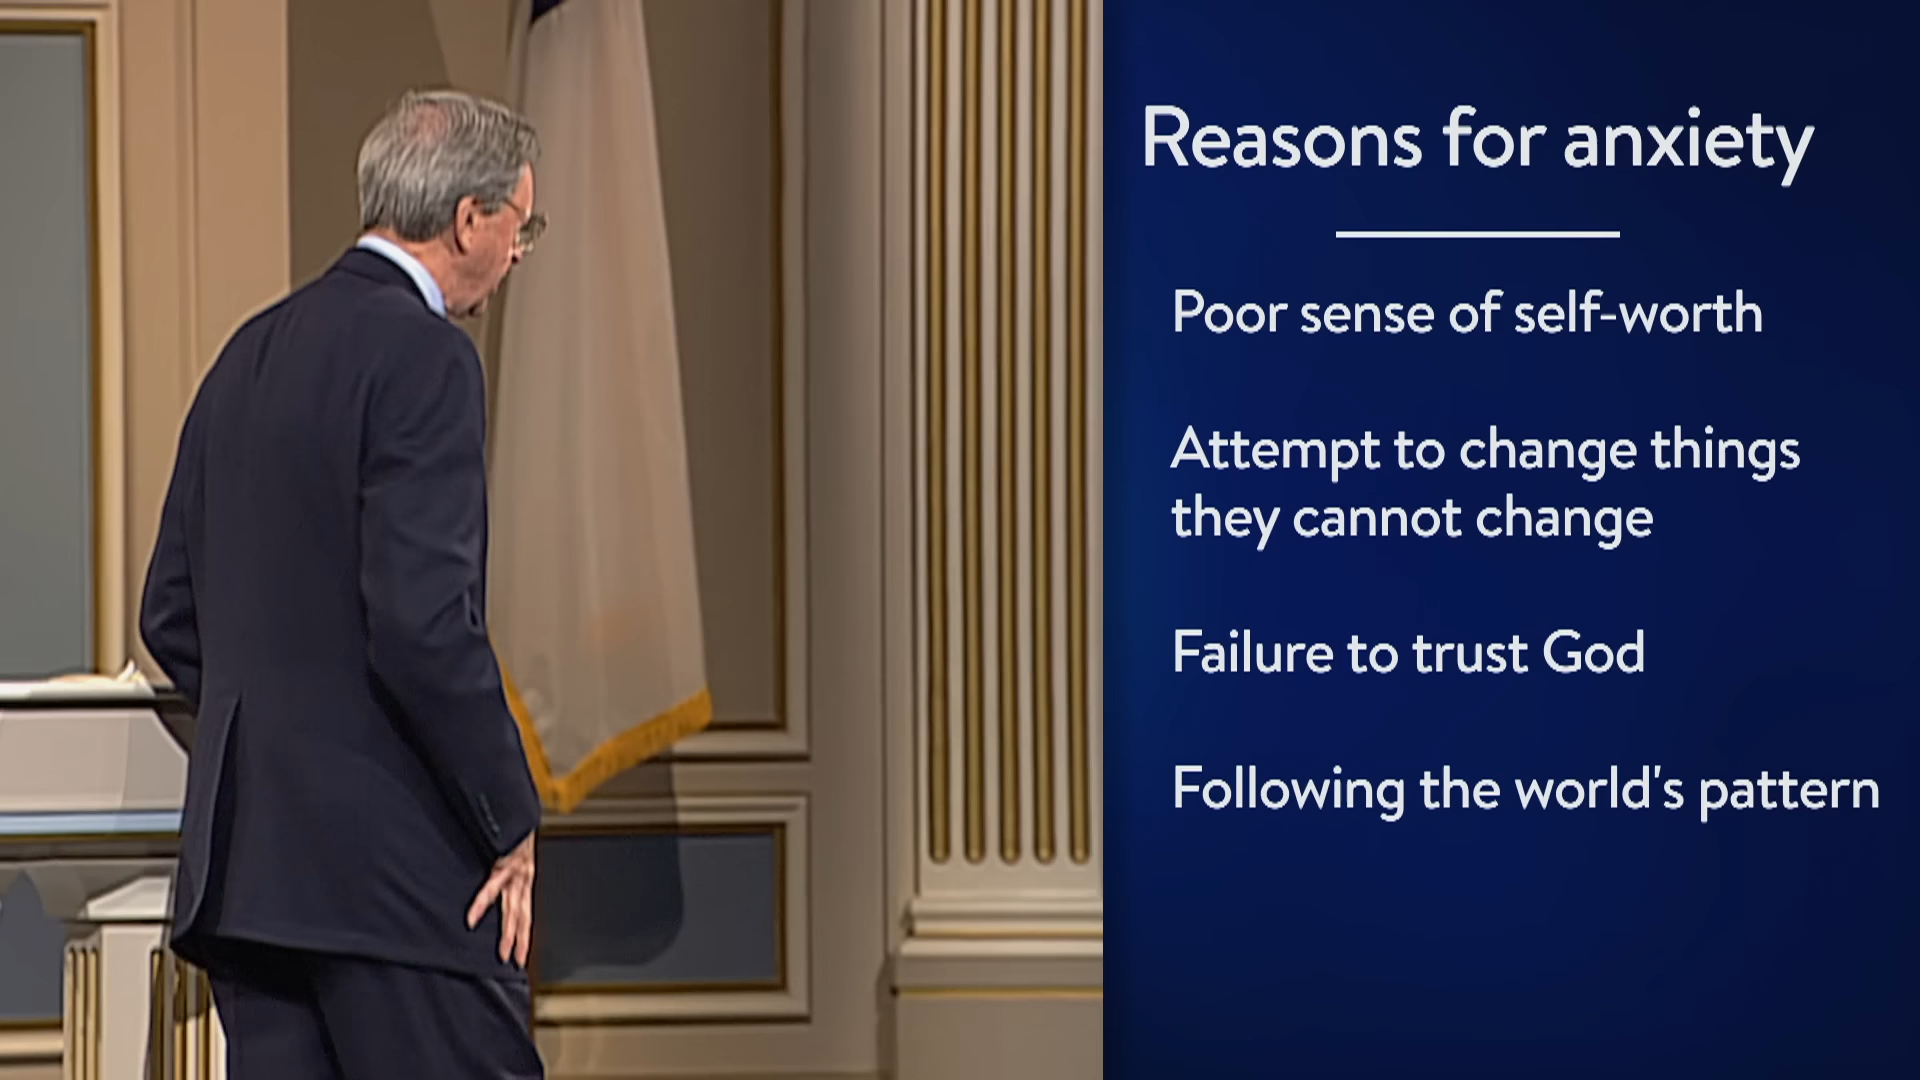 Reasons for anxiety
Poor sense of self-worth
Attempt to change things
they cannot change
Failure to trust God
Following the world's pattern